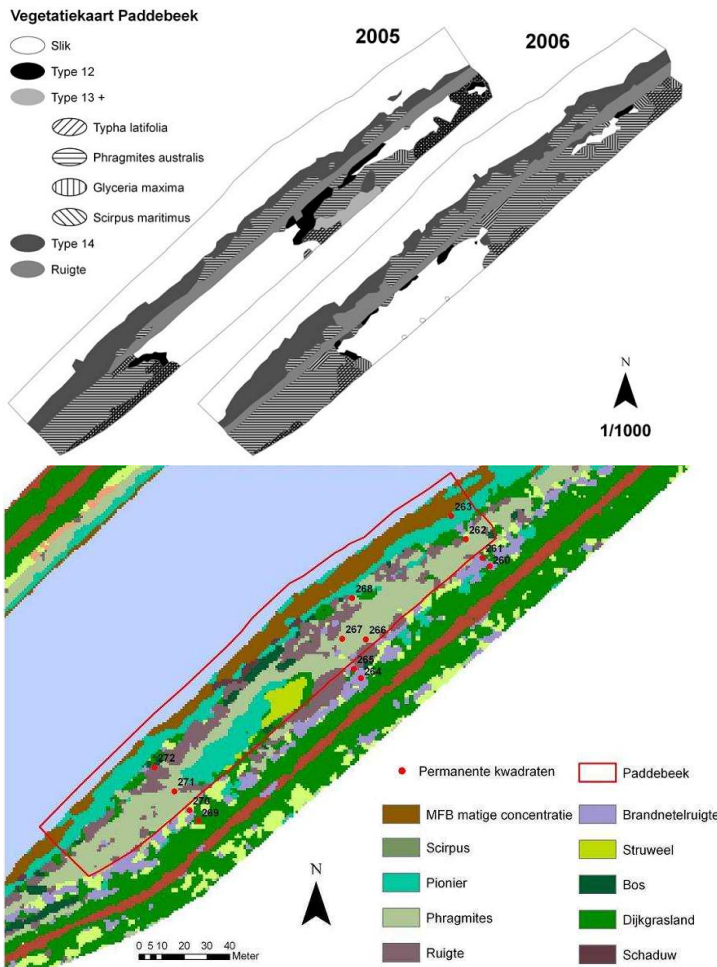 Vegetatiekaart Paddebeek
Slik
Type 12
Type 13 +
Typha latifolia
Phragmites australis
Glyceria maxima
Scirpus maritimus
Type 14
Ruigte
2005
2006
N
1/1000
263
262
261
260
268
267
266
265
264
272
271
270
269
Permanente kwadraten
Paddebeek
MFB matige concentratie
Brandnetelruigte
Scirpus
Struweel
Pionier
Bos
Phragmites
Dijkgrasland
Ruigte
Schaduw
N
0 5 10 20 30 40
Meter